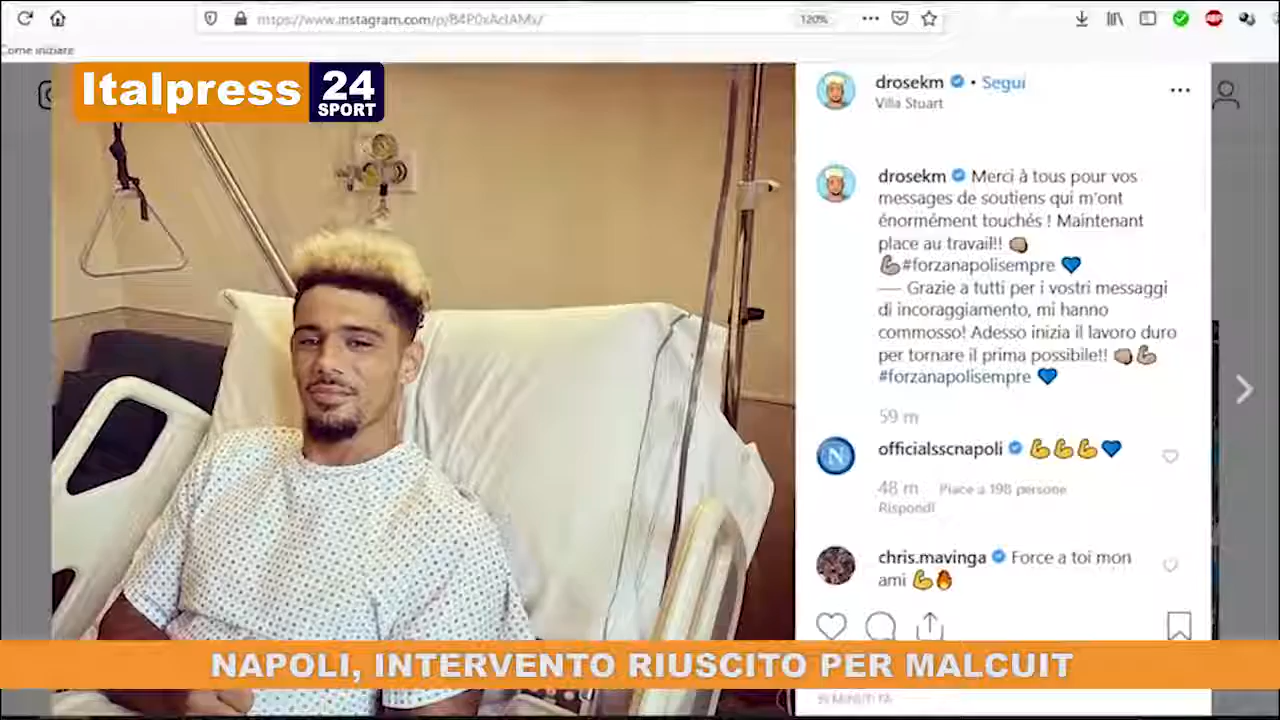 https://www.instagram.com/p/B4P0xAclAMx/
120%
Come iniziare
Italpress
24
SPORT
drosekm • Segui
Villa Stuart
drosekm Merci à tous pour vos
messages de soutiens qui m'ont
énormément touchés ! Maintenant
place au travail!! 👊🏽
💪🏽#forzanapolisempre 💙
— Grazie a tutti per i vostri messaggi
di incoraggiamento, mi hanno
commosso! Adesso inizia il lavoro duro
per tornare il prima possibile!! 👊🏽💪🏽
#forzanapolisempre 💙
59 m
N
officialsscnapoli 💪💪💪💙
48 m Piace a 198 persone
Rispondi
chris.mavinga Force a toi mon
ami 💪🔥
NAPOLI, INTERVENTO RIUSCITO PER MALCUIT
59 MINUTI FA